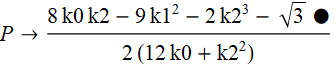 P → (8 k0 k2 − 9 k1² − 2 k2³ − √3 ●) / (2 (12 k0 + k2²))